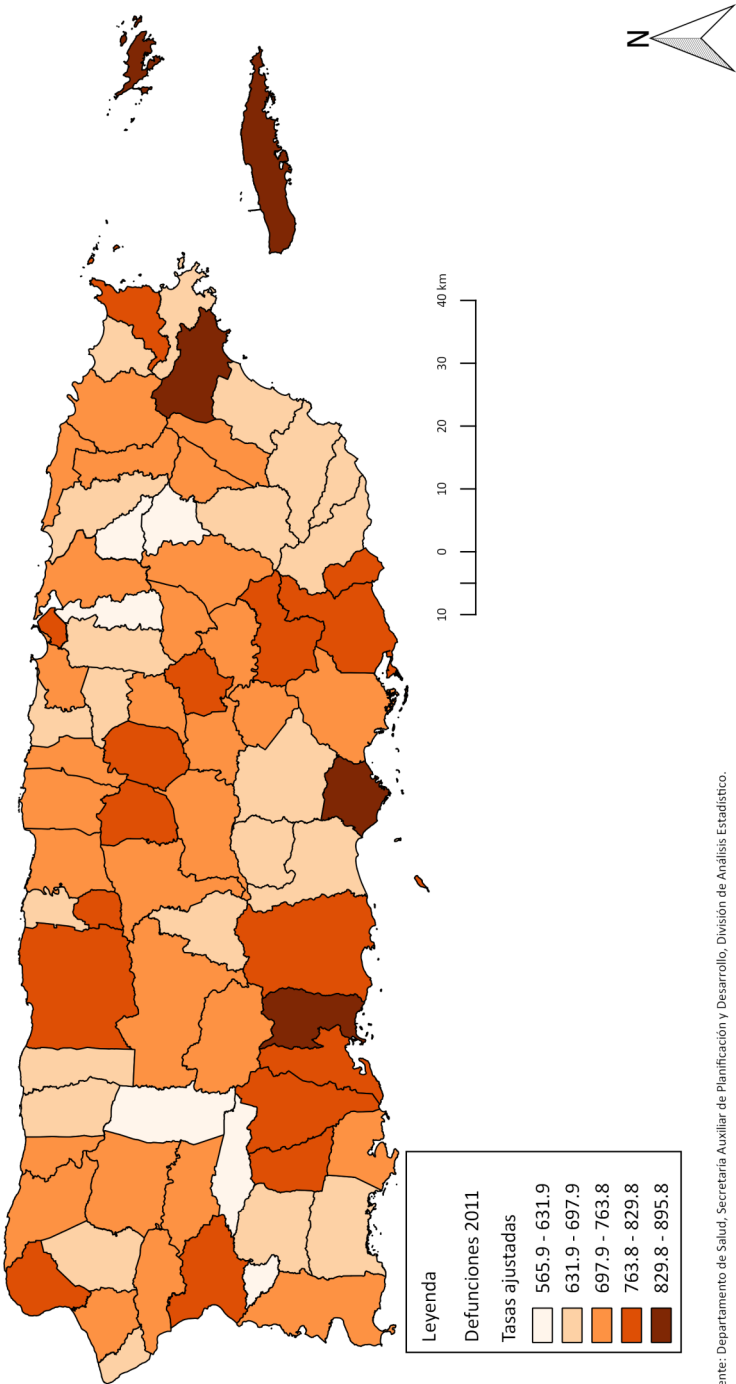 N
10 0 10 20 30 40 km
Leyenda
Defunciones 2011
Tasas ajustadas
565.9 - 631.9
631.9 - 697.9
697.9 - 763.8
763.8 - 829.8
829.8 - 895.8
ente: Departamento de Salud, Secretaría Auxiliar de Planificación y Desarrollo, División de Análisis Estadístico.